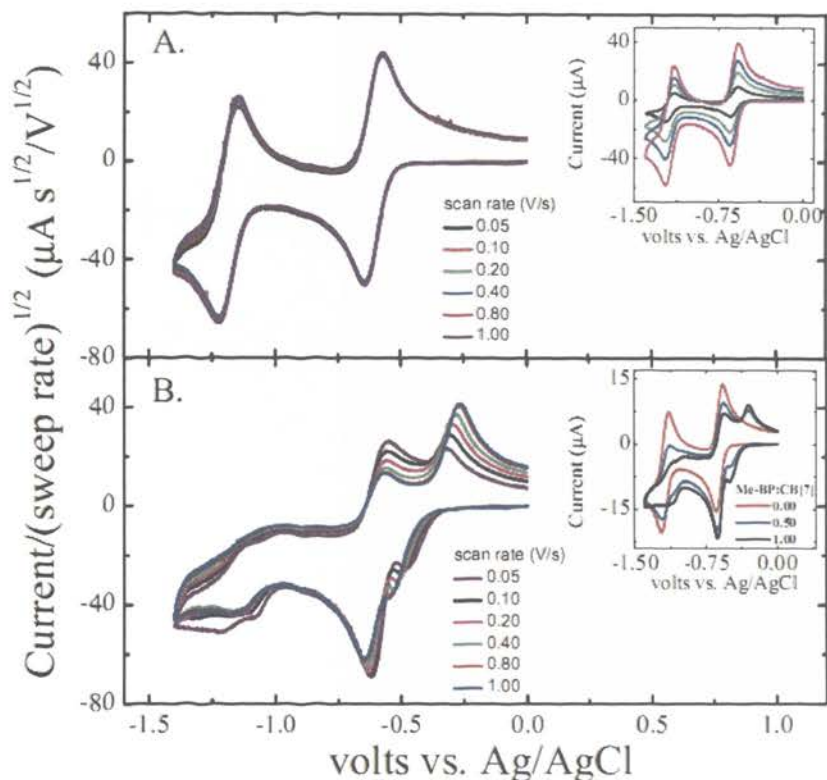 Current/(sweep rate)^1/2 (μA s^1/2/V^1/2)
A.
40
0
-40
-80
scan rate (V/s)
0.05
0.10
0.20
0.40
0.80
1.00
Current (μA)
40
0
-40
-1.50 -0.75 0.00
volts vs. Ag/AgCl
B.
40
0
-40
-80
scan rate (V/s)
0.05
0.10
0.20
0.40
0.80
1.00
Current (μA)
15
0
-15
Me-BP:CB[7]
0.00
0.50
1.00
-1.50 -0.75 0.00
volts vs. Ag/AgCl
-1.5 -1.0 -0.5 0.0 0.5 1.0
volts vs. Ag/AgCl